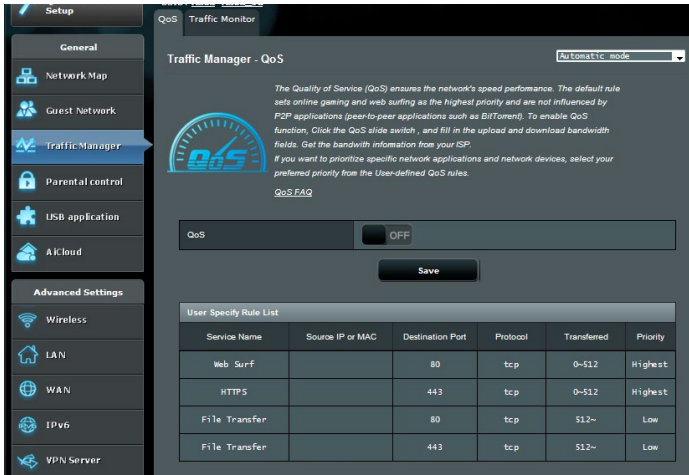 Setup
General
Network Map
Guest Network
Traffic Manager
Parental control
USB application
AiCloud
Advanced Settings
Wireless
LAN
WAN
IPv6
VPN Server
QoS Traffic Monitor
Traffic Manager - QoS
Automatic mode
The Quality of Service (QoS) ensures the network's speed performance. The default rule
sets online gaming and web surfing as the highest priority and are not influenced by
P2P applications (peer-to-peer applications such as BitTorrent). To enable QoS
function, Click the QoS slide switch , and fill in the upload and download bandwidth
fields. Get the bandwith information from your ISP.
If you want to prioritize specific network applications and network devices, select your
preferred priority from the User-defined QoS rules.
QoS FAQ
QoS
QoS OFF
Save
User Specify Rule List
Service Name Source IP or MAC Destination Port Protocol Transferred Priority
Web Surf 80 tcp 0~512 Highest
HTTPS 443 tcp 0~512 Highest
File Transfer 80 tcp 512~ Low
File Transfer 443 tcp 512~ Low